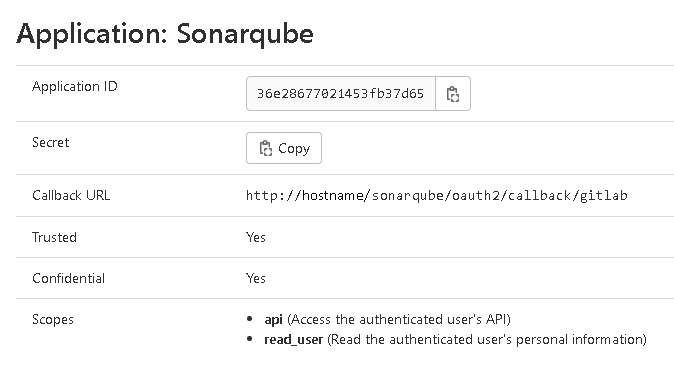 Application: Sonarqube
Application ID 36e28677021453fb37d65
Secret Copy
Callback URL http://hostname/sonarqube/oauth2/callback/gitlab
Trusted Yes
Confidential Yes
Scopes • api (Access the authenticated user's API)
• read_user (Read the authenticated user's personal information)